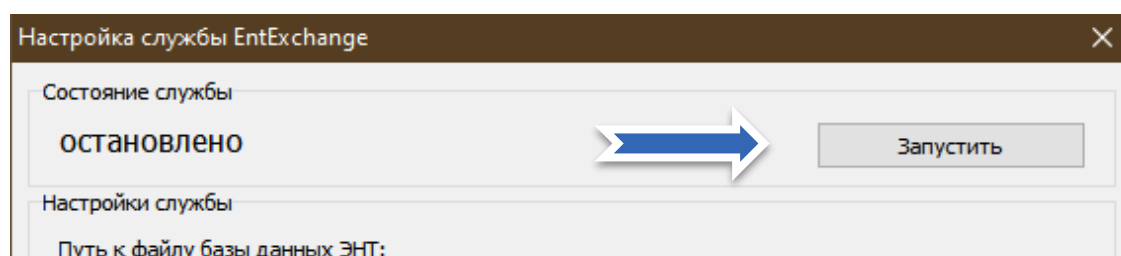 Настройка службы EntExchange
Состояние службы
остановлено
Запустить
Настройки службы
Путь к файлу базы данных ЭНТ: